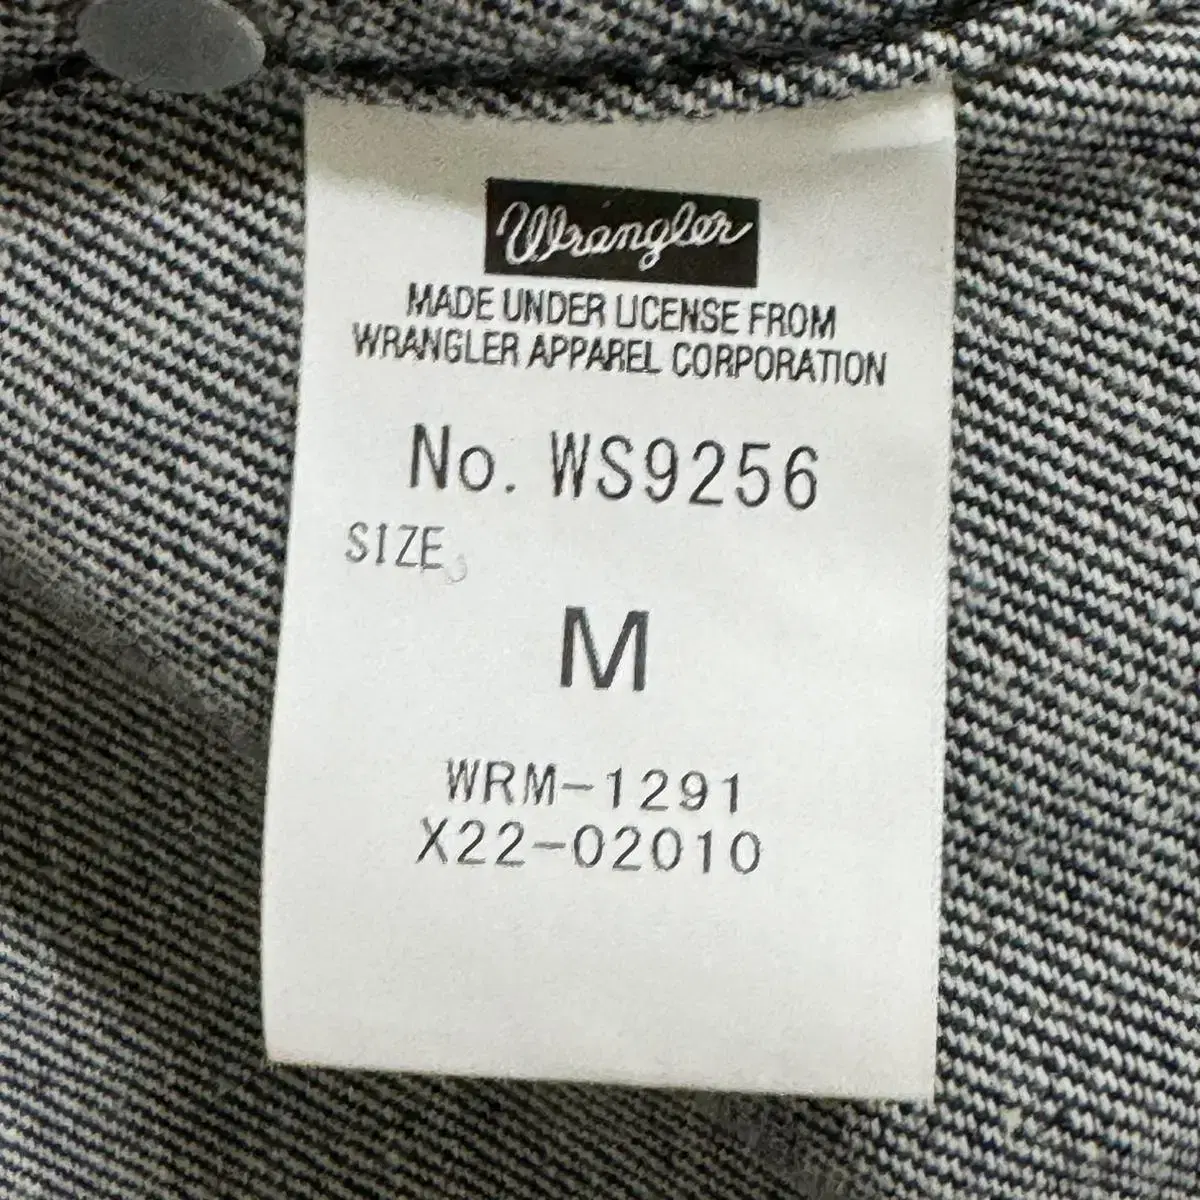 Wrangler
MADE UNDER LICENSE FROM
WRANGLER APPAREL CORPORATION
No. WS9256
SIZE
M
WRM-1291
X22-02010